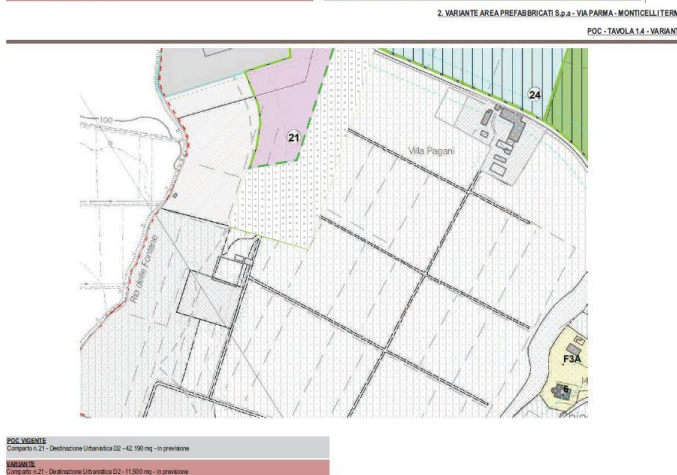 2. VARIANTE AREA PREFABBRICATI S.p.a - VIA PARMA - MONTICELLI TERM
POC - TAVOLA 1.4 - VARIANT
24
100
21
Villa Pagani
Rio delle Fontane
F3A
6
14
POC VIGENTE
Comparto n.21 - Destinazione Urbanistica D2 - 42.190 mq - in previsione
VARIANTE
Comparto n.21 - Destinazione Urbanistica D2 - 11.500 mq - in previsione